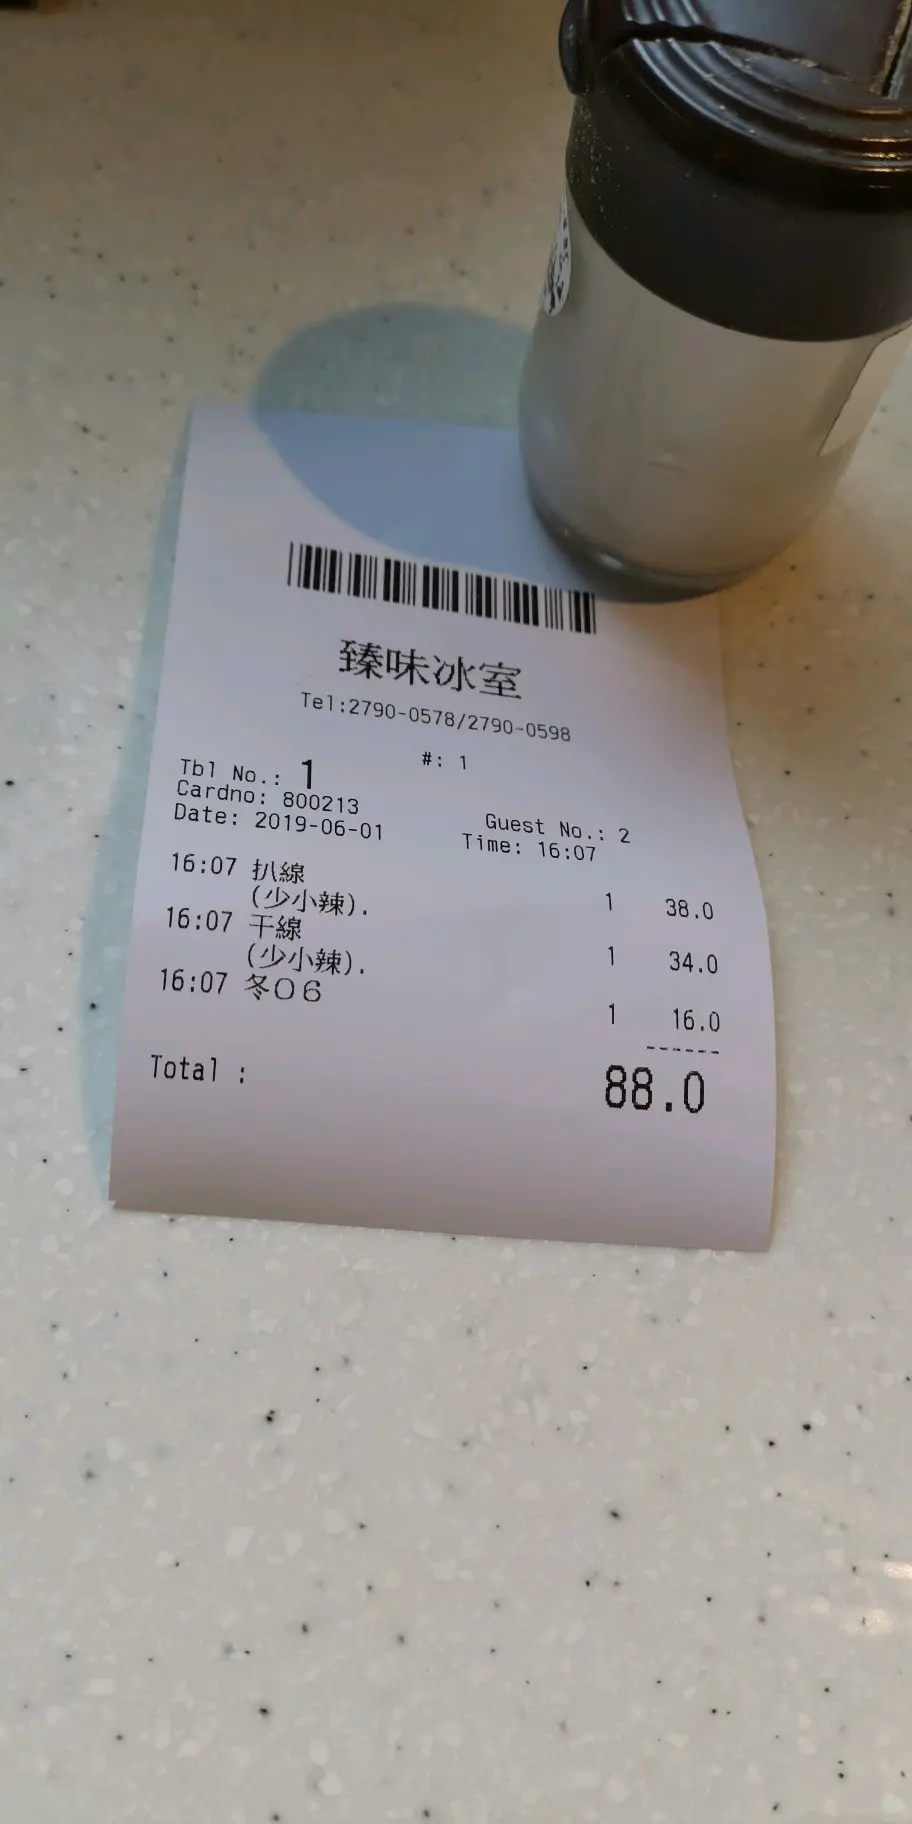 臻味冰室
Tel:2790-0578/2790-0598
#: 1
Tbl No.: 1
Cardno: 800213
Guest No.: 2
Date: 2019-06-01
Time: 16:07
16:07 扒線 1 38.0
(少小辣).
16:07 干線 1 34.0
(少小辣).
16:07 冬０６ 1 16.0
------
Total : 88.0